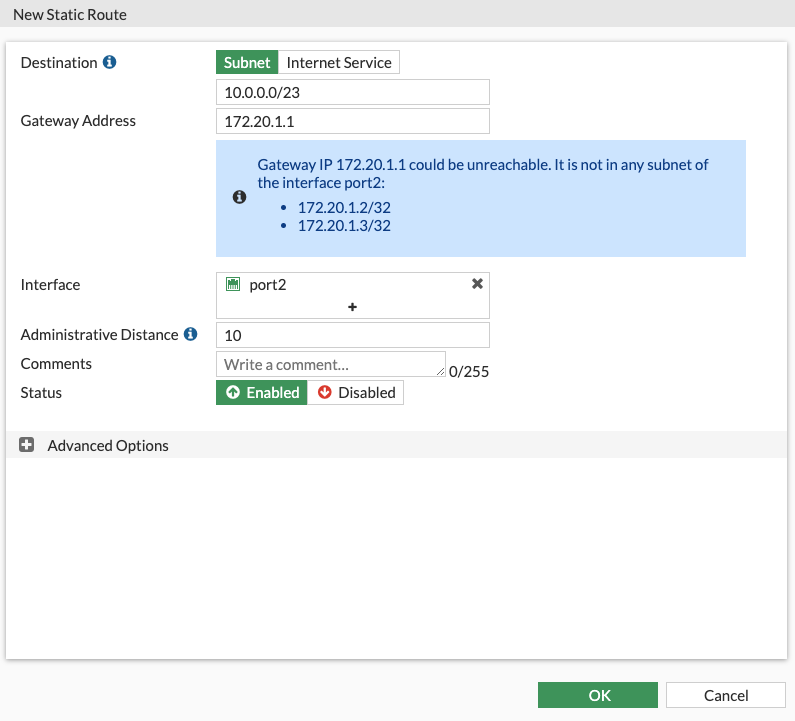 New Static Route
Destination
Subnet Internet Service
10.0.0.0/23
Gateway Address 172.20.1.1
Gateway IP 172.20.1.1 could be unreachable. It is not in any subnet of
the interface port2:
• 172.20.1.2/32
• 172.20.1.3/32
Interface port2
Administrative Distance 10
Comments Write a comment... 0/255
Status Enabled Disabled
Advanced Options
OK Cancel